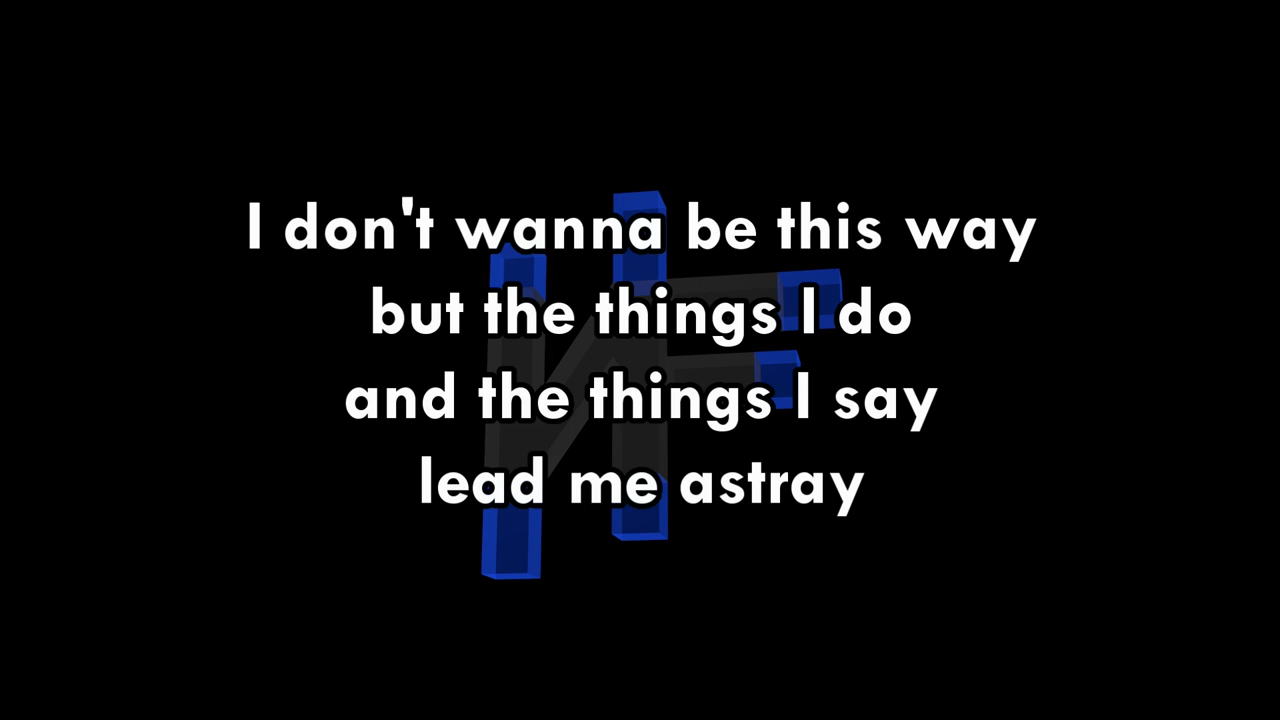 I don't wanna be this way
but the things I do
and the things I say
lead me astray